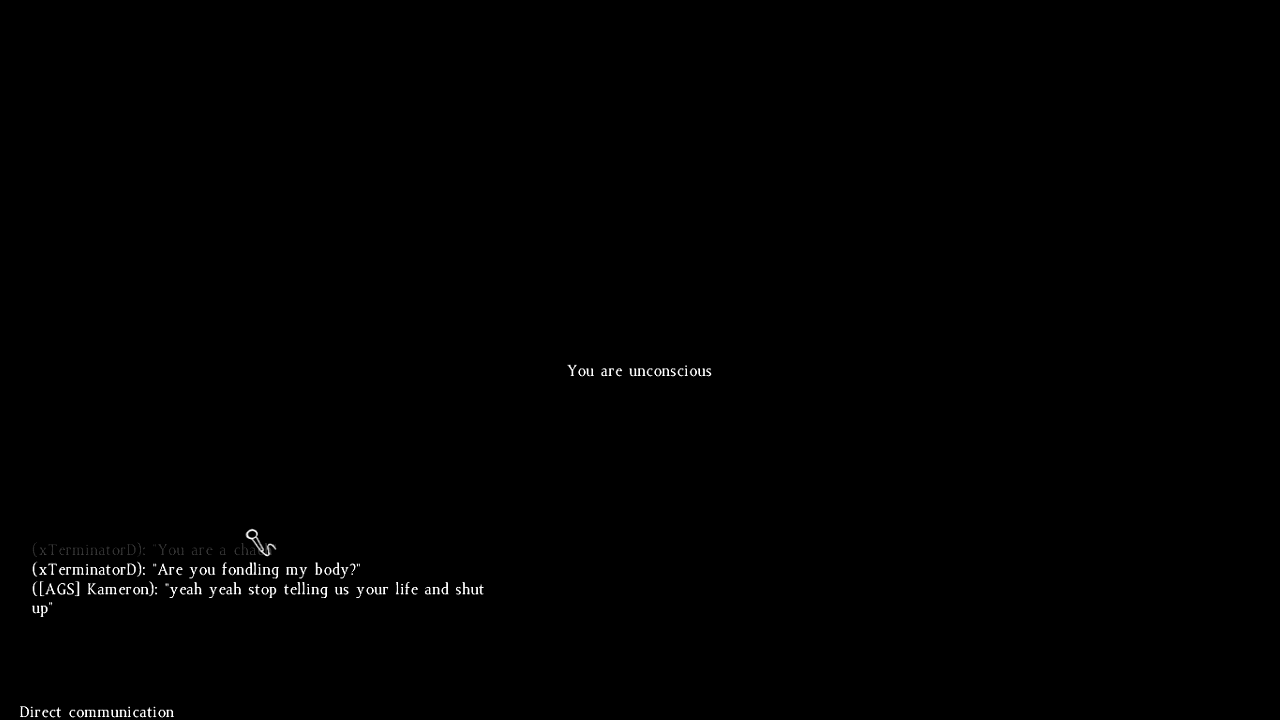 You are unconscious
(xTerminatorD): "You are a
(xTerminatorD): "Are you fondling my body?"
([AGS] Kameron): "yeah yeah stop telling us your life and shut
up"
Direct communication